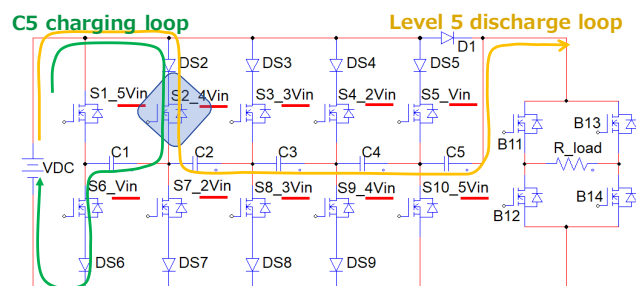 C5 charging loop
Level 5 discharge loop
D1
DS2
DS3
DS4
DS5
S1_5Vin
S2_4Vin
S3_3Vin
S4_2Vin
S5_Vin
B11
B13
C1
C2
C3
C4
C5
R_load
VDC
S6_Vin
S7_2Vin
S8_3Vin
S9_4Vin
S10_5Vin
B12
B14
DS6
DS7
DS8
DS9